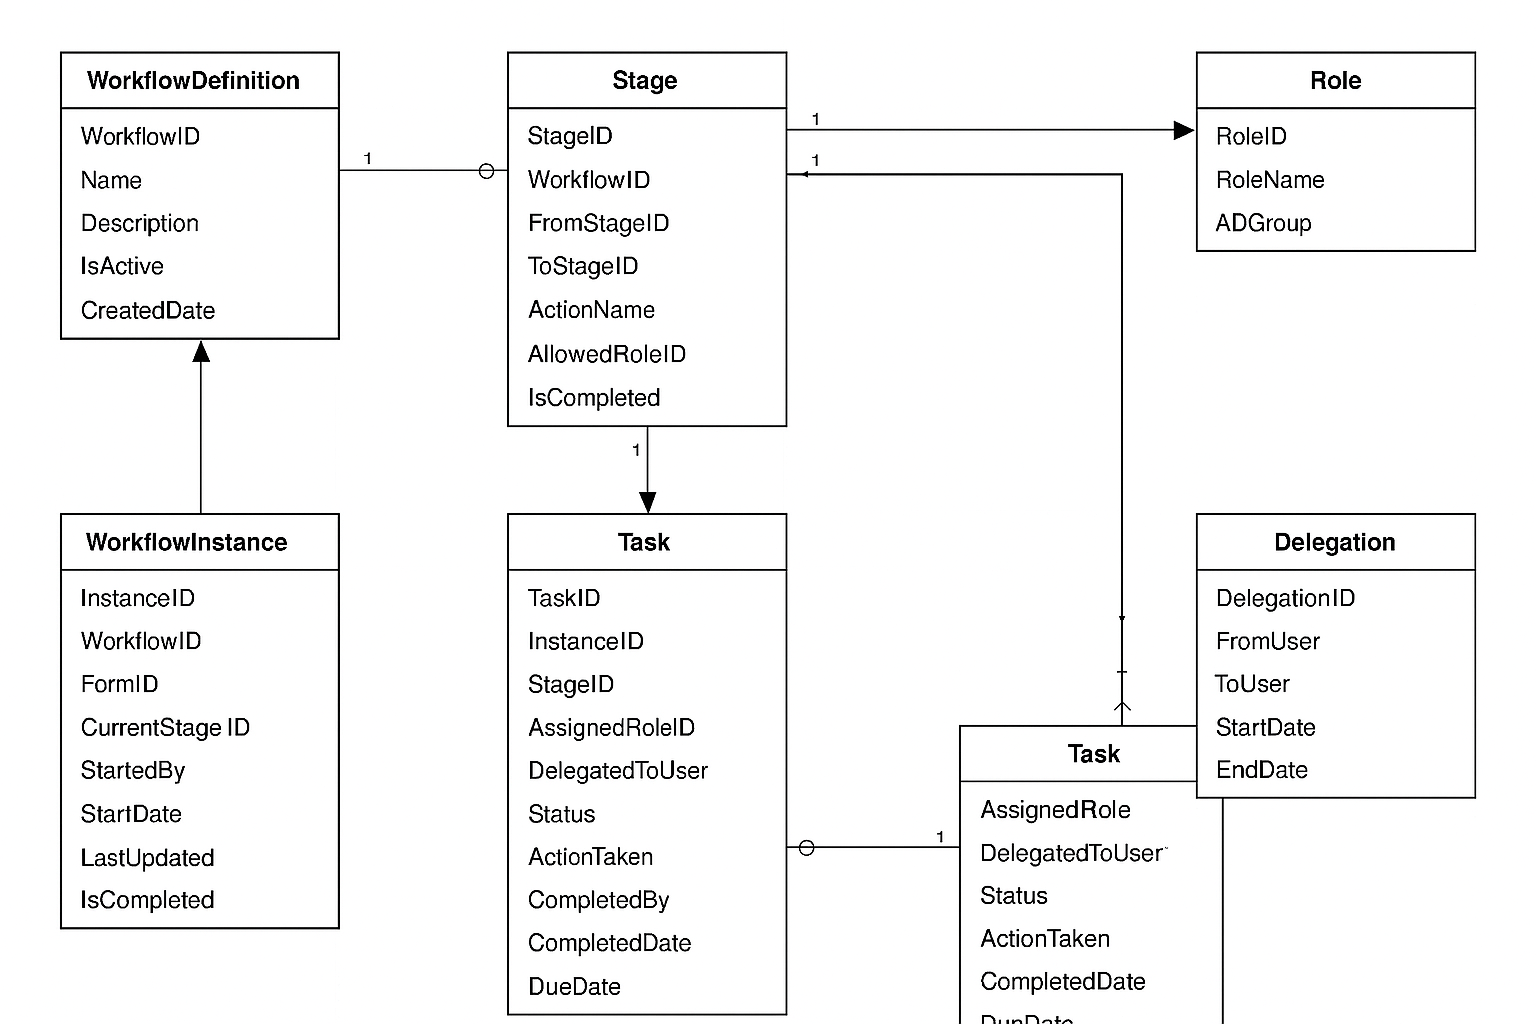 WorkflowDefinition
WorkflowID
Name
Description
IsActive
CreatedDate
1
Stage
StageID
WorkflowID
FromStageID
ToStageID
ActionName
AllowedRoleID
IsCompleted
1
1
1
Role
RoleID
RoleName
ADGroup
WorkflowInstance
InstanceID
WorkflowID
FormID
CurrentStage ID
StartedBy
StartDate
LastUpdated
IsCompleted
Task
TaskID
InstanceID
StageID
AssignedRoleID
DelegatedToUser
Status
ActionTaken
CompletedBy
CompletedDate
DueDate
1
Task
AssignedRole
DelegatedToUser
Status
ActionTaken
CompletedDate
Delegation
DelegationID
FromUser
ToUser
StartDate
EndDate